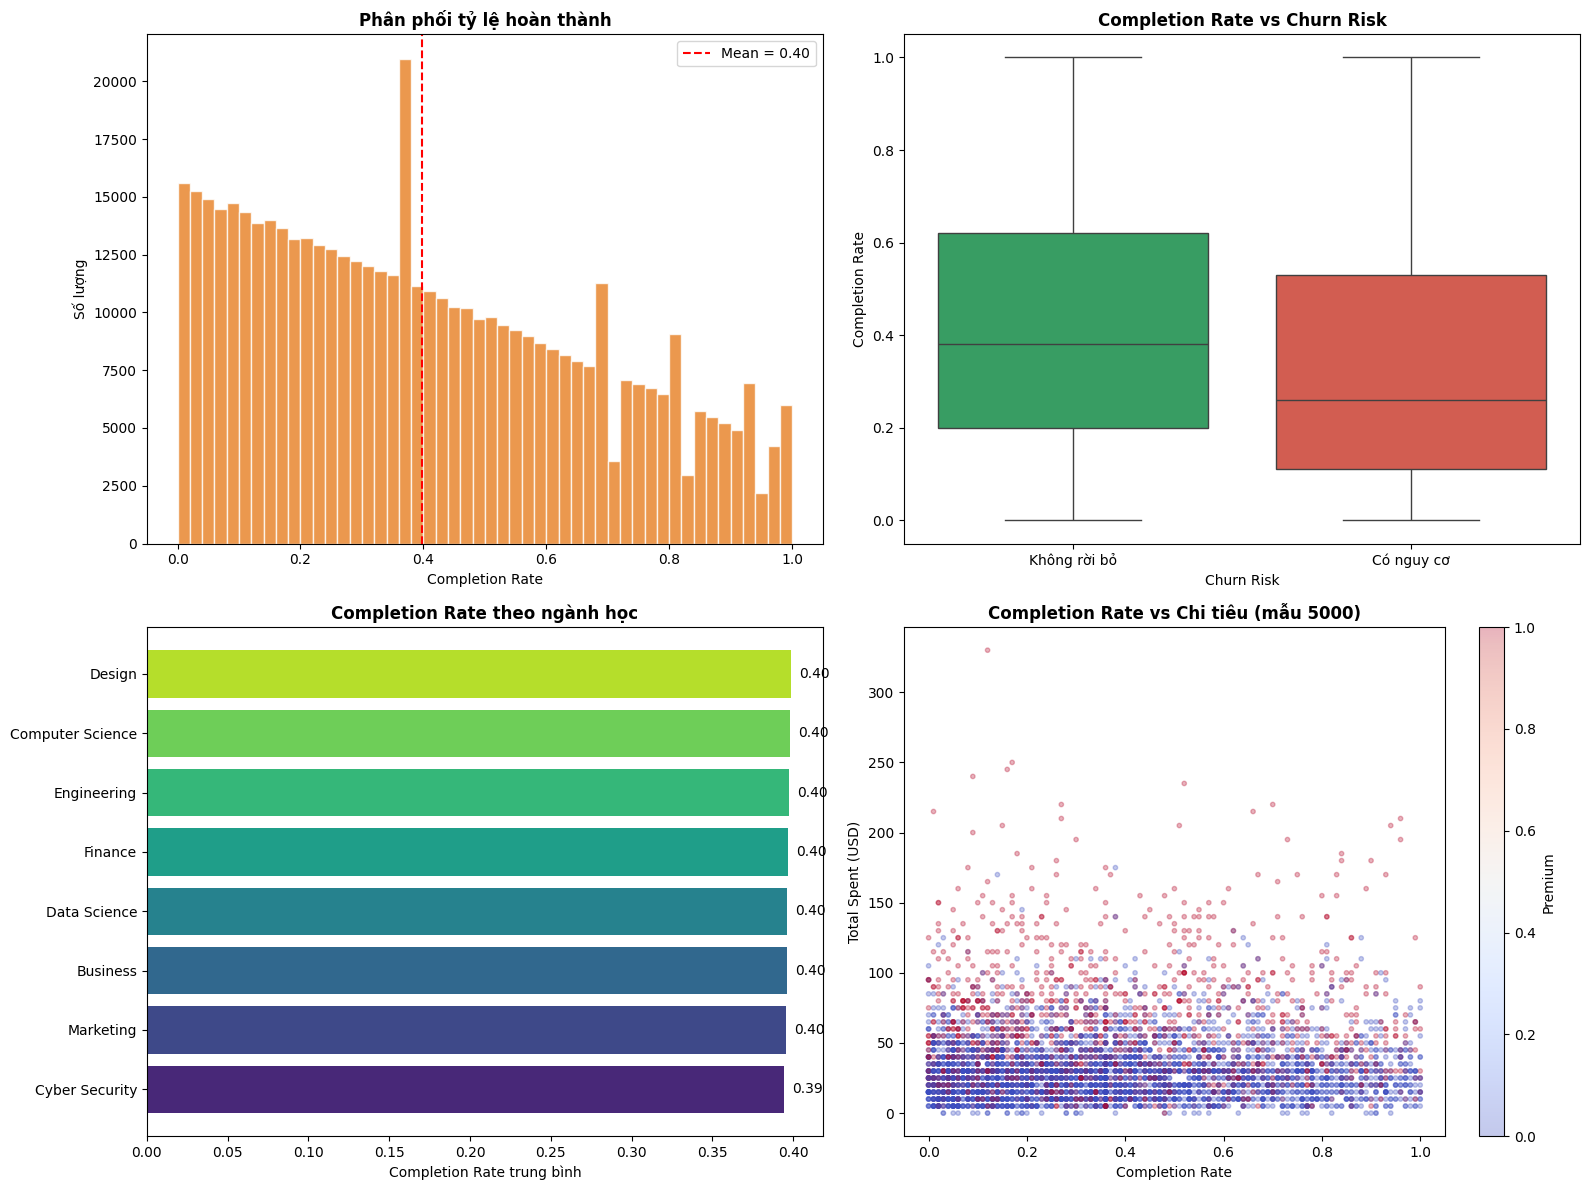 Phân phối tỷ lệ hoàn thành
Mean = 0.40
Số lượng
20000
17500
15000
12500
10000
7500
5000
2500
0
0.0 0.2 0.4 0.6 0.8 1.0
Completion Rate
Completion Rate vs Churn Risk
Completion Rate
1.0
0.8
0.6
0.4
0.2
0.0
Không rời bỏ Có nguy cơ
Churn Risk
Completion Rate theo ngành học
Design 0.40
Computer Science 0.40
Engineering 0.40
Finance 0.40
Data Science 0.40
Business 0.40
Marketing 0.40
Cyber Security 0.39
0.00 0.05 0.10 0.15 0.20 0.25 0.30 0.35 0.40
Completion Rate trung bình
Completion Rate vs Chi tiêu (mẫu 5000)
Total Spent (USD)
300
250
200
150
100
50
0
0.0 0.2 0.4 0.6 0.8 1.0
Completion Rate
1.0
0.8
0.6
0.4
0.2
0.0
Premium